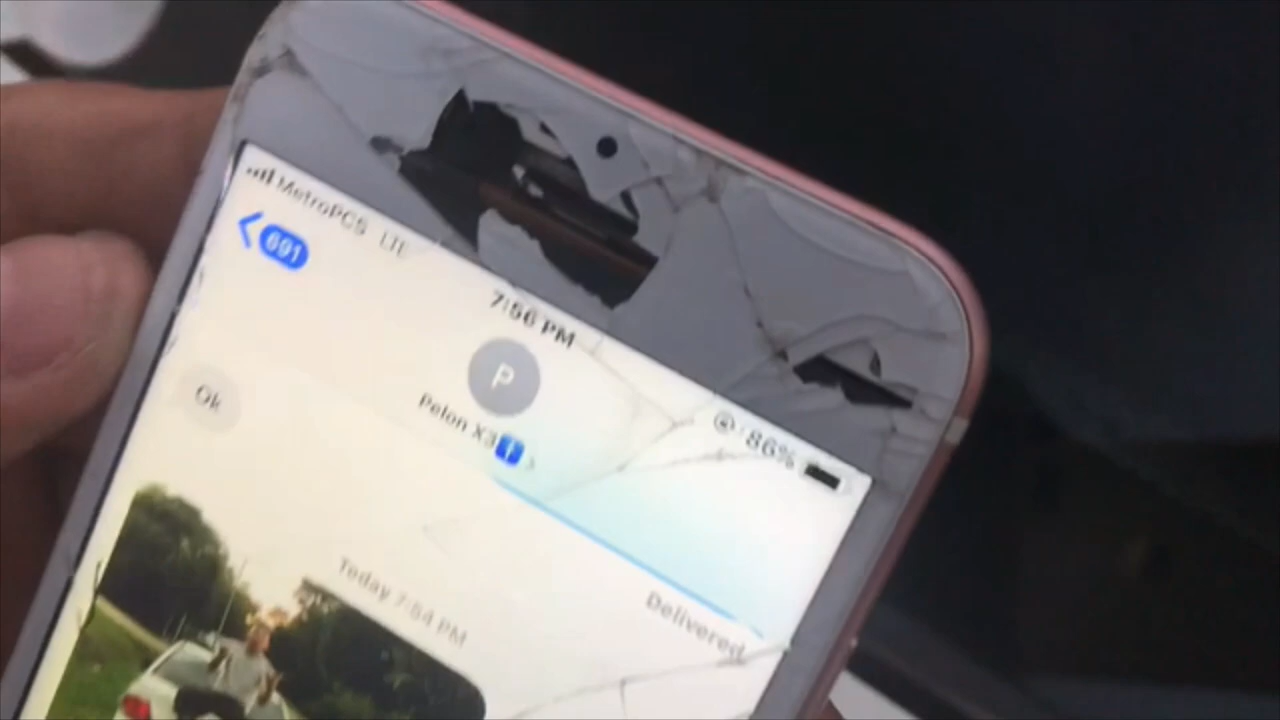 MetroPCS LTE
691
7:56 PM
86%
P
Pelon X3
Ok
Delivered
Today 7:54 PM